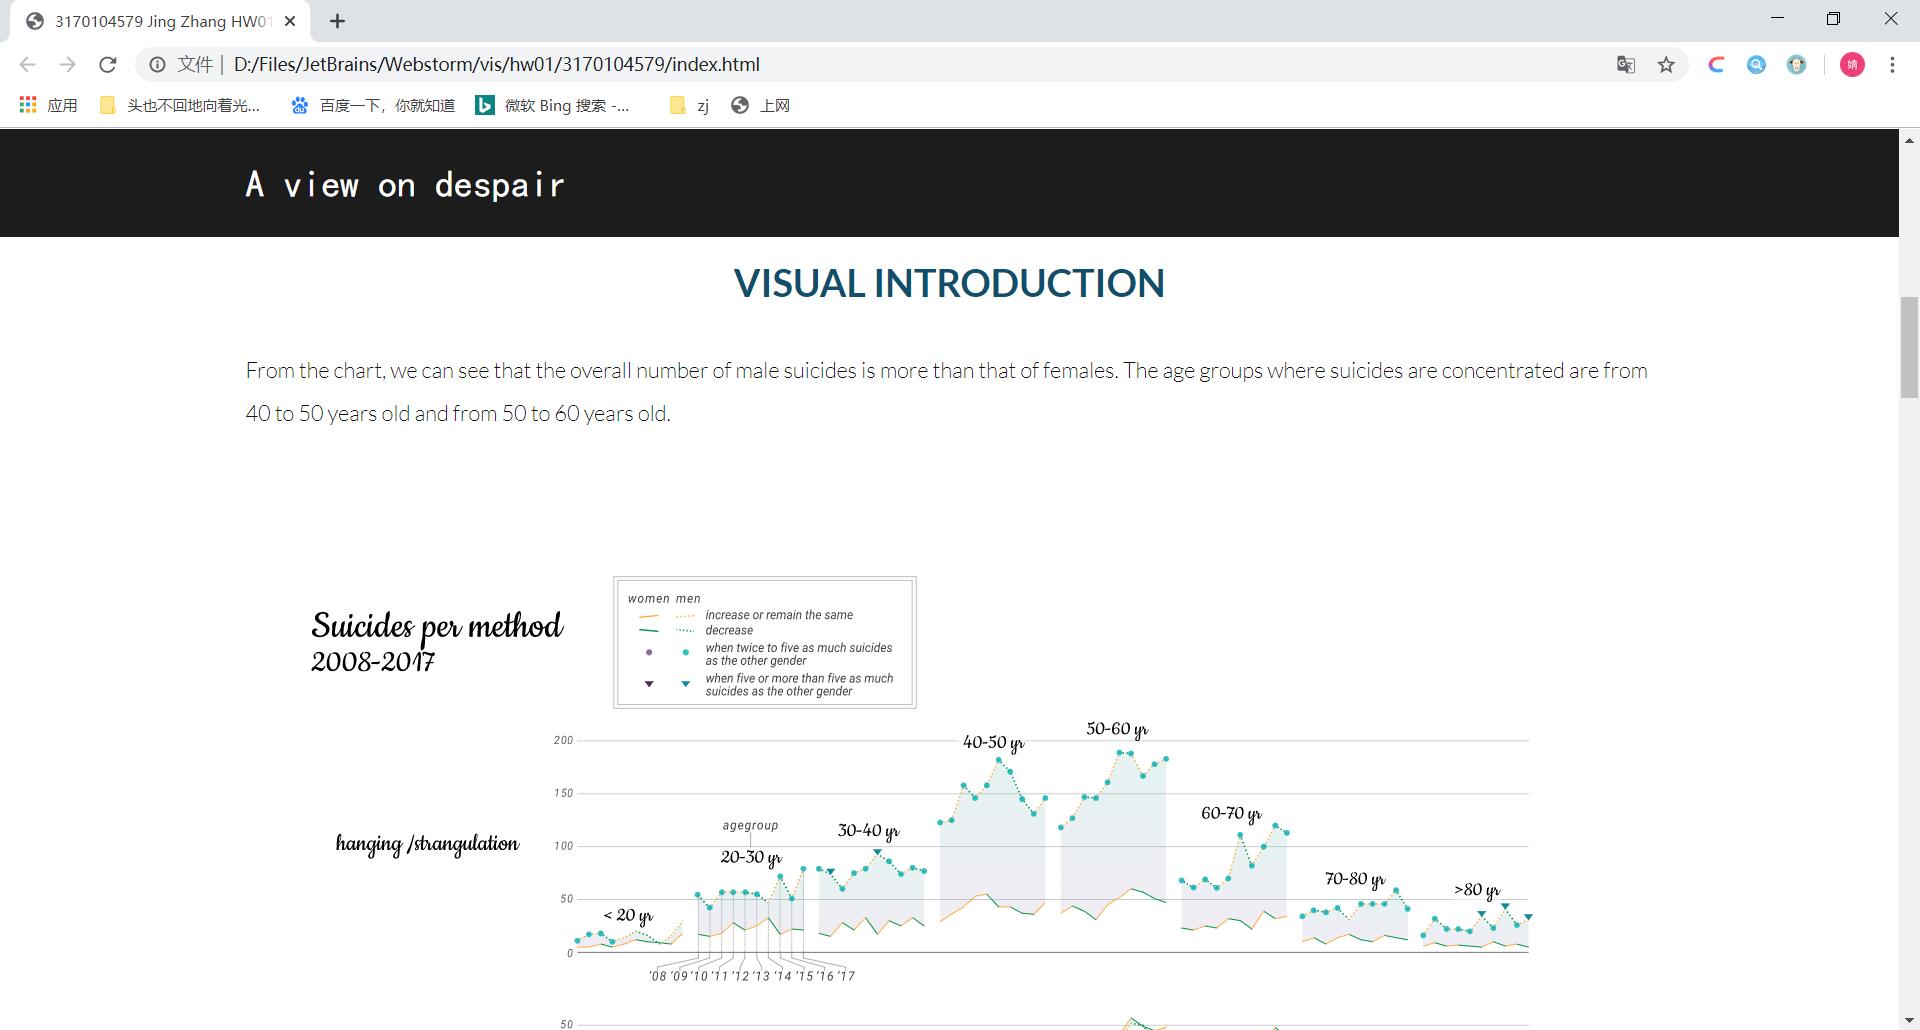 3170104579 Jing Zhang HW01
文件 | D:/Files/JetBrains/Webstorm/vis/hw01/3170104579/index.html
婧
应用 头也不回地向着光... 百度一下，你就知道 微软 Bing 搜索 -... zj 上网
A view on despair
VISUAL INTRODUCTION
From the chart, we can see that the overall number of male suicides is more than that of females. The age groups where suicides are concentrated are from
40 to 50 years old and from 50 to 60 years old.
Suicides per method
2008-2017
women men
increase or remain the same
decrease
when twice to five as much suicides
as the other gender
when five or more than five as much
suicides as the other gender
200
150
100
50
0
hanging /strangulation
< 20 yr
agegroup
20-30 yr
30-40 yr
40-50 yr
50-60 yr
60-70 yr
70-80 yr
>80 yr
'08 '09 '10 '11 '12 '13 '14 '15 '16 '17
50